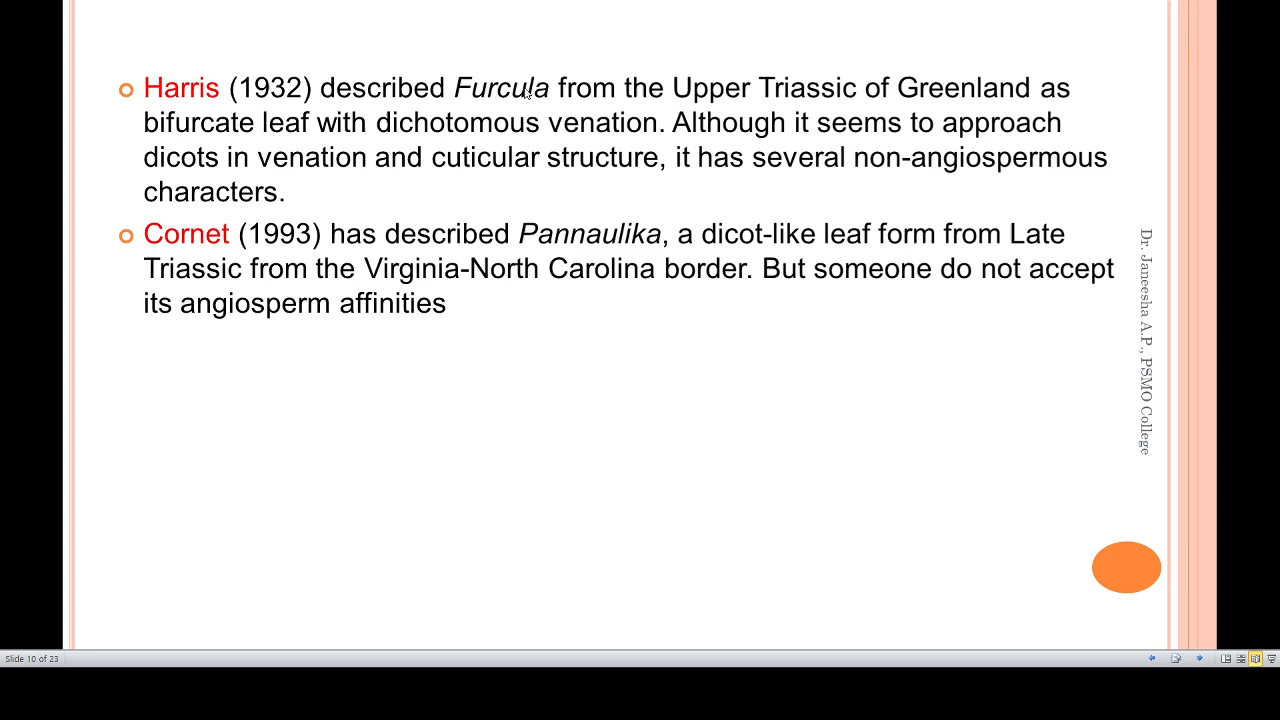 Harris (1932) described Furcula from the Upper Triassic of Greenland as
bifurcate leaf with dichotomous venation. Although it seems to approach
dicots in venation and cuticular structure, it has several non-angiospermous
characters.
Cornet (1993) has described Pannaulika, a dicot-like leaf form from Late
Triassic from the Virginia-North Carolina border. But someone do not accept
its angiosperm affinities
Dr. Janeesha A.P., PSMO College
Slide 10 of 23